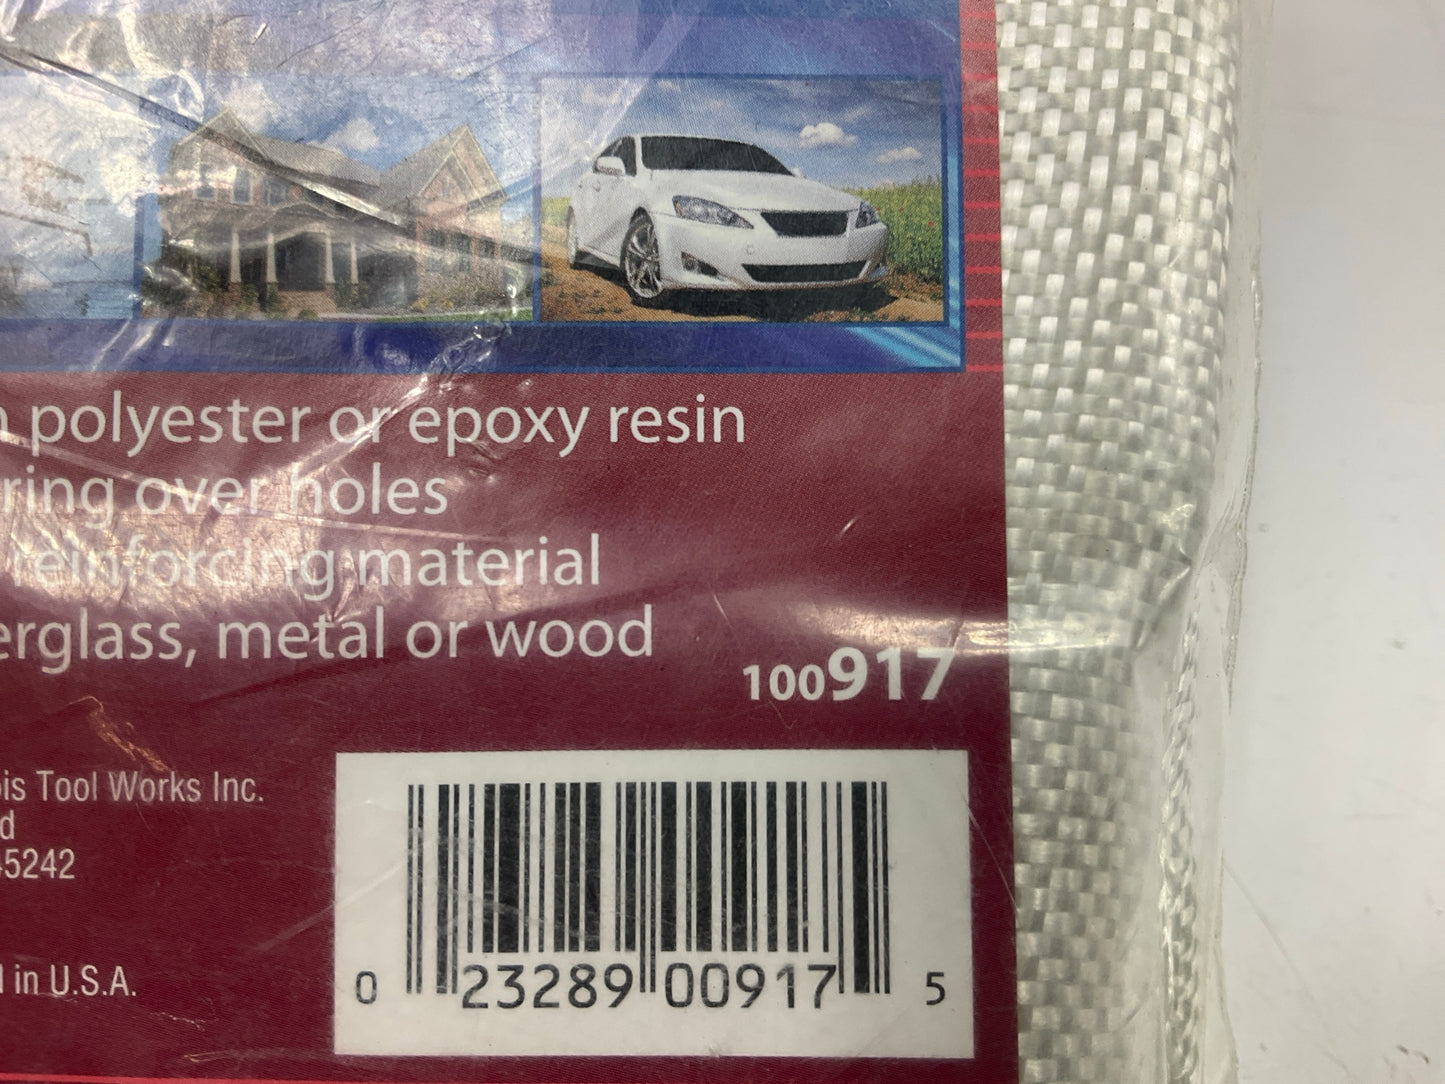 polyester or epoxy resin
ring over holes
reinforcing material
erglass, metal or wood
100917
is Tool Works Inc.
d
5242
in U.S.A.
0 23289 00917 5